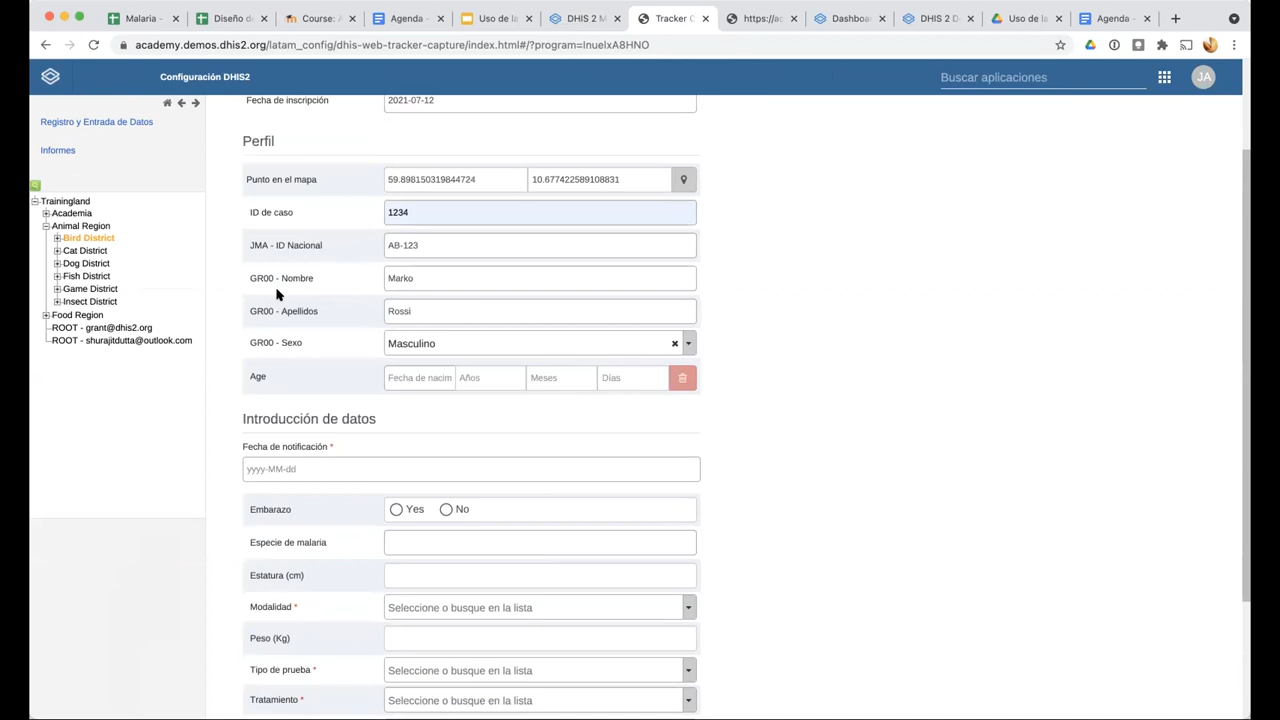 Malaria -
Diseño d
Course: A
Agenda -
Uso de la
DHIS 2 M
Tracker C
https://ac
Dashboa
DHIS 2 D
Uso de la
Agenda -
academy.demos.dhis2.org/latam_config/dhis-web-tracker-capture/index.html#/?program=InuelxA8HNO
Configuración DHIS2
Buscar aplicaciones
JA
Registro y Entrada de Datos
Informes
Trainingland
Academia
Animal Region
Bird District
Cat District
Dog District
Fish District
Game District
Insect District
Food Region
ROOT - grant@dhis2.org
ROOT - shurajitdutta@outlook.com
Fecha de inscripción 2021-07-12
Perfil
Punto en el mapa 59.898150319844724 10.677422589108831
ID de caso 1234
JMA - ID Nacional AB-123
GR00 - Nombre Marko
GR00 - Apellidos Rossi
GR00 - Sexo Masculino
Age Fecha de nacim Años Meses Días
Introducción de datos
Fecha de notificación *
yyyy-MM-dd
Embarazo Yes No
Especie de malaria
Estatura (cm)
Modalidad * Seleccione o busque en la lista
Peso (Kg)
Tipo de prueba * Seleccione o busque en la lista
Tratamiento * Seleccione o busque en la lista